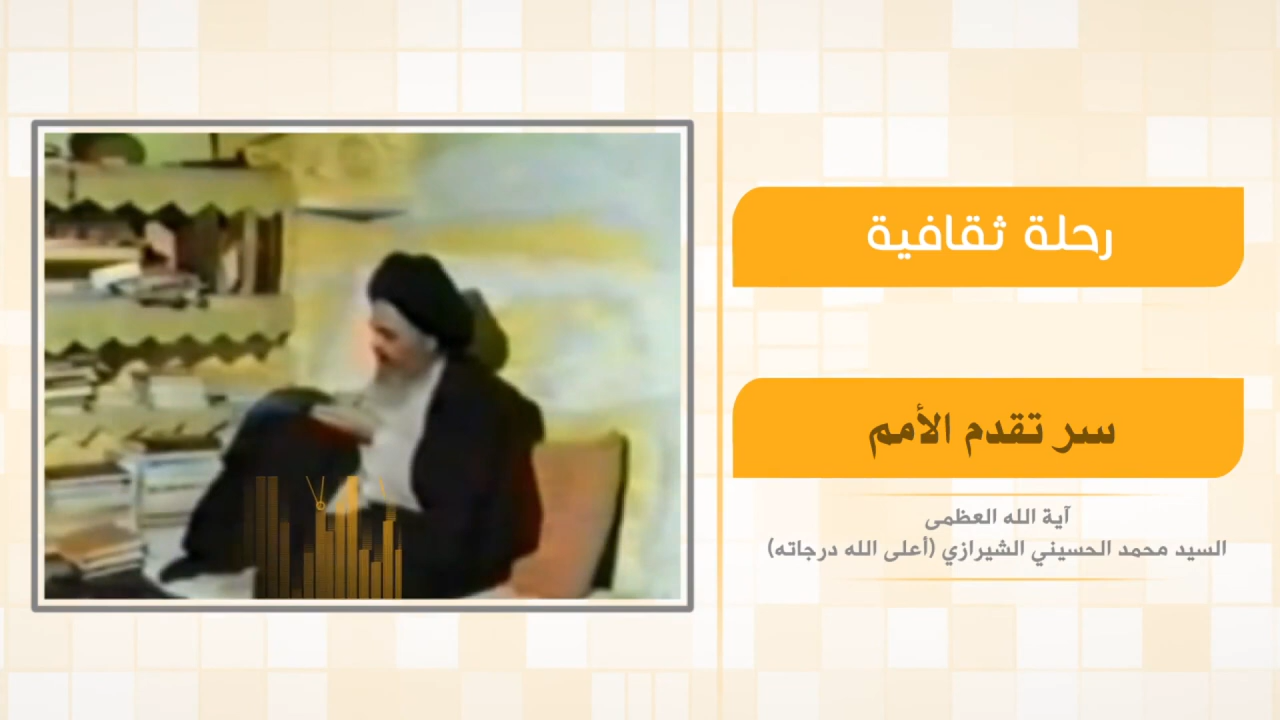 رحلة ثقافية
سر تقدم الأمم
آية الله العظمى
السيد محمد الحسيني الشيرازي (أعلى الله درجاته)